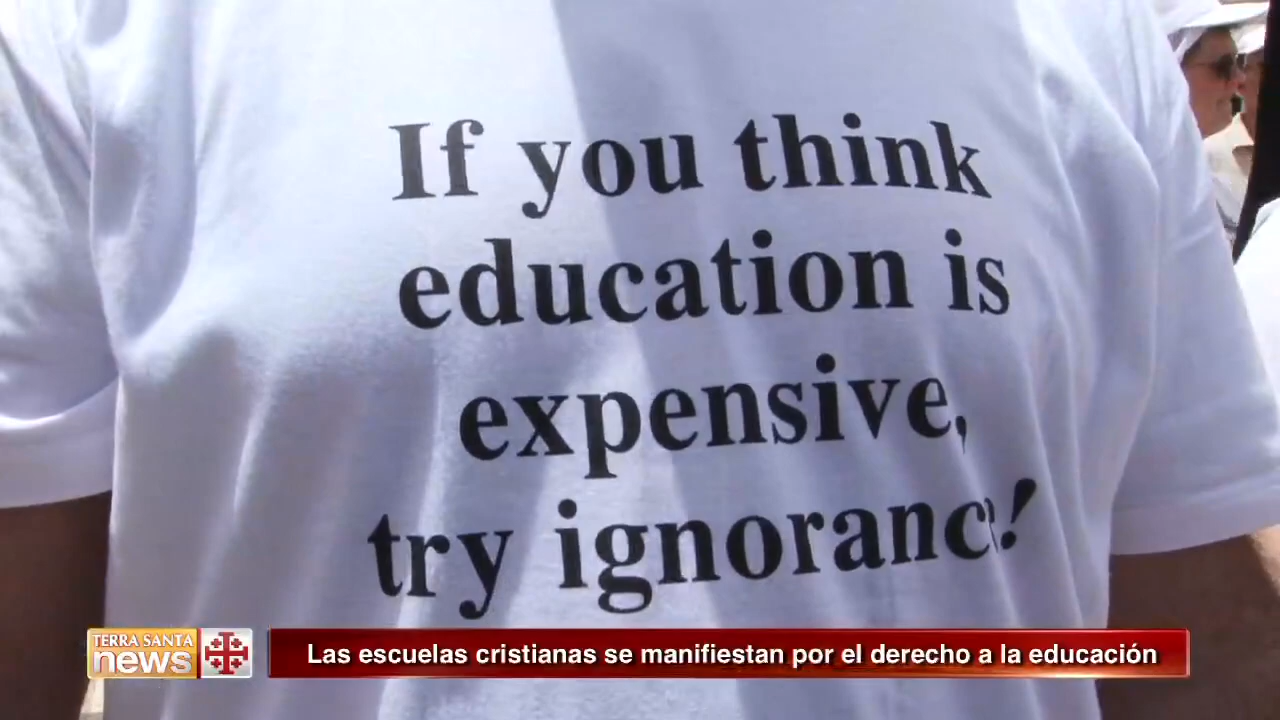 If you think
education is
expensive,
try ignorance!
TERRA SANTA
news
Las escuelas cristianas se manifiestan por el derecho a la educación